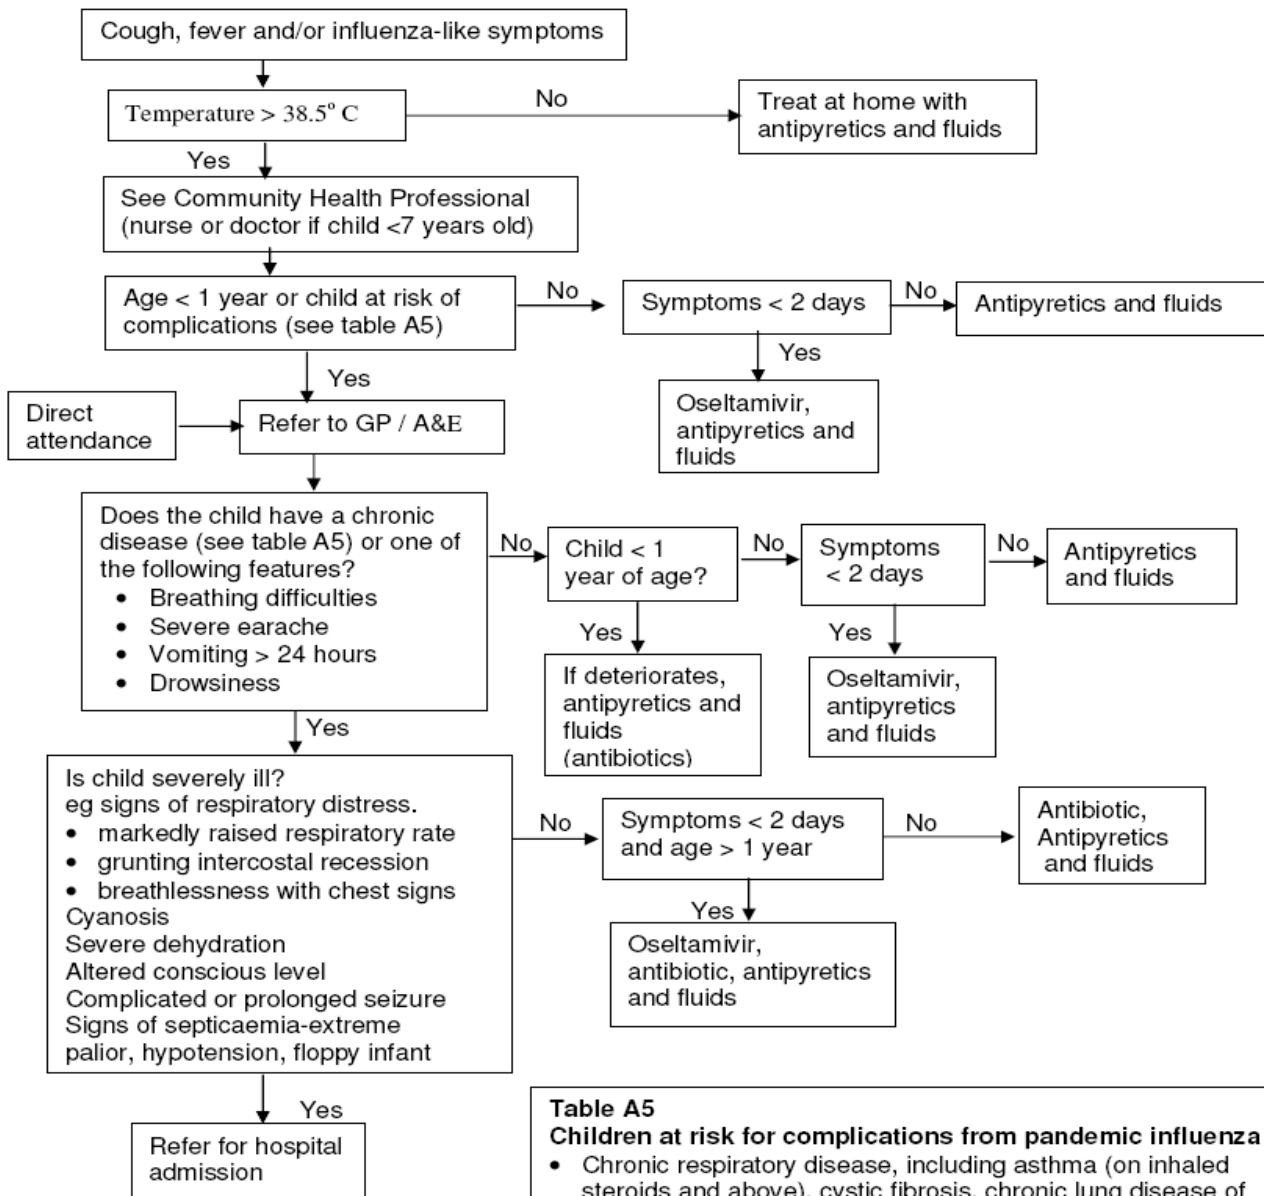 Cough, fever and/or influenza-like symptoms
Temperature > 38.5° C
No
Treat at home with
antipyretics and fluids
Yes
See Community Health Professional
(nurse or doctor if child <7 years old)
Age < 1 year or child at risk of
complications (see table A5)
No
Symptoms < 2 days
No
Antipyretics and fluids
Yes
Oseltamivir,
antipyretics and
fluids
Yes
Direct
attendance
Refer to GP / A&E
Does the child have a chronic
disease (see table A5) or one of
the following features?
• Breathing difficulties
• Severe earache
• Vomiting > 24 hours
• Drowsiness
No
Child < 1
year of age?
No
Symptoms
< 2 days
No
Antipyretics
and fluids
Yes
If deteriorates,
antipyretics and
fluids
(antibiotics)
Yes
Oseltamivir,
antipyretics
and fluids
Yes
Is child severely ill?
eg signs of respiratory distress.
• markedly raised respiratory rate
• grunting intercostal recession
• breathlessness with chest signs
Cyanosis
Severe dehydration
Altered conscious level
Complicated or prolonged seizure
Signs of septicaemia-extreme
palior, hypotension, floppy infant
No
Symptoms < 2 days
and age > 1 year
No
Antibiotic,
Antipyretics
and fluids
Yes
Oseltamivir,
antibiotic, antipyretics
and fluids
Yes
Refer for hospital
admission
Table A5
Children at risk for complications from pandemic influenza
• Chronic respiratory disease, including asthma (on inhaled
steroids and above), cystic fibrosis, chronic lung disease of